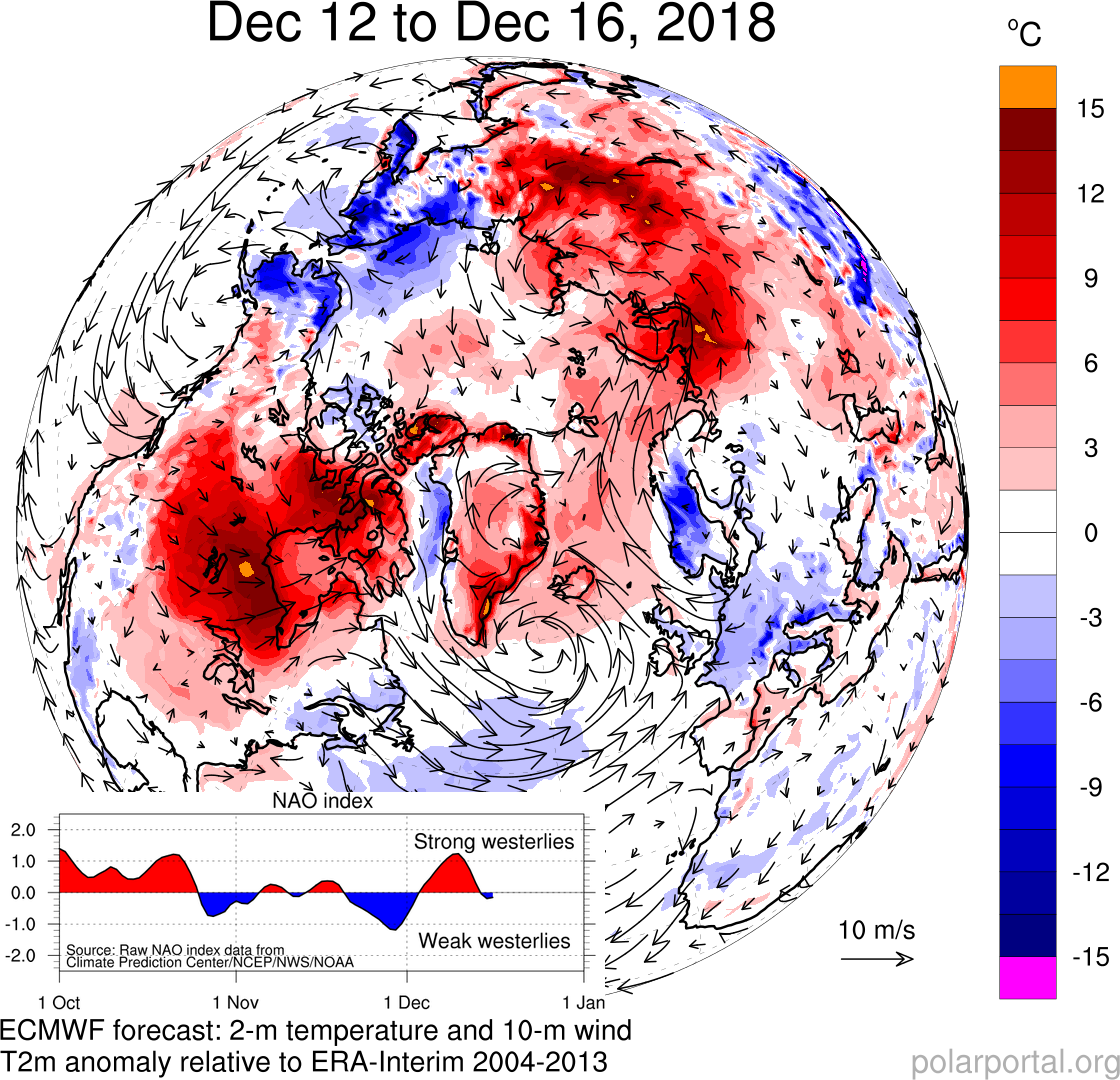 Dec 12 to Dec 16, 2018
°C
15
12
9
6
3
0
-3
-6
-9
-12
-15
10 m/s
NAO index
2.0
1.0
0.0
-1.0
-2.0
Strong westerlies
Weak westerlies
Source: Raw NAO index data from
Climate Prediction Center/NCEP/NWS/NOAA
1 Oct 1 Nov 1 Dec 1 Jan
ECMWF forecast: 2-m temperature and 10-m wind
T2m anomaly relative to ERA-Interim 2004-2013
polarportal.org